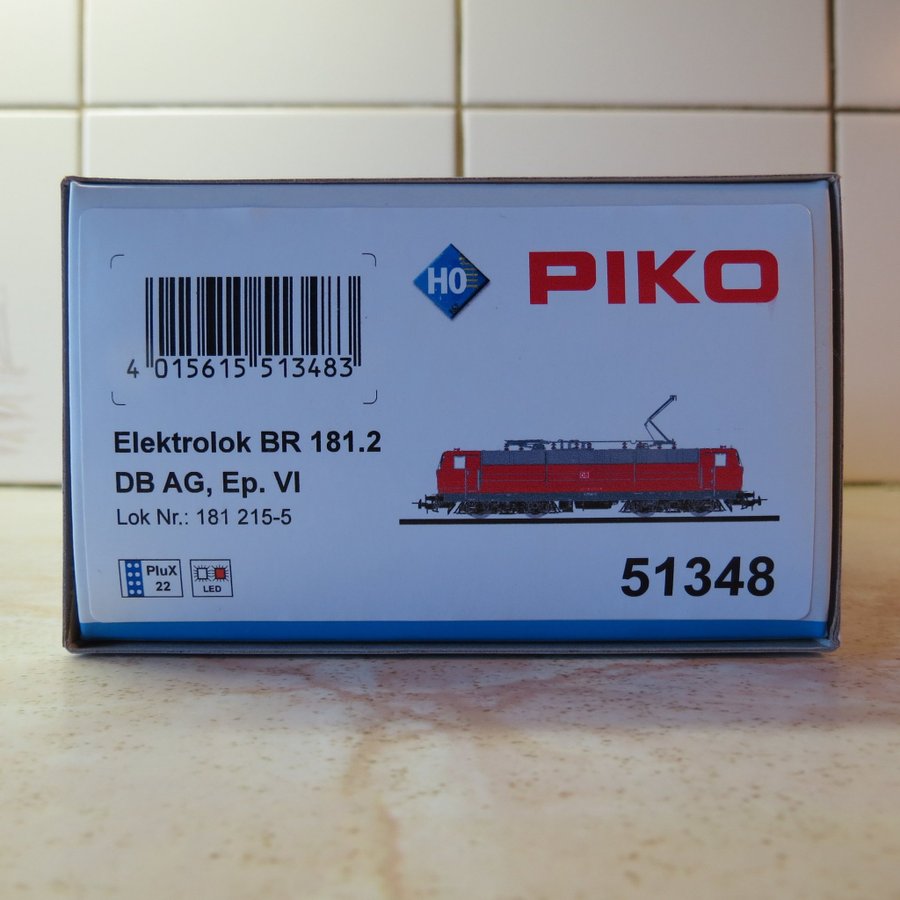 H0
PIKO
4 015615 513483
Elektrolok BR 181.2
DB AG, Ep. VI
Lok Nr.: 181 215-5
PluX
22
LED
51348